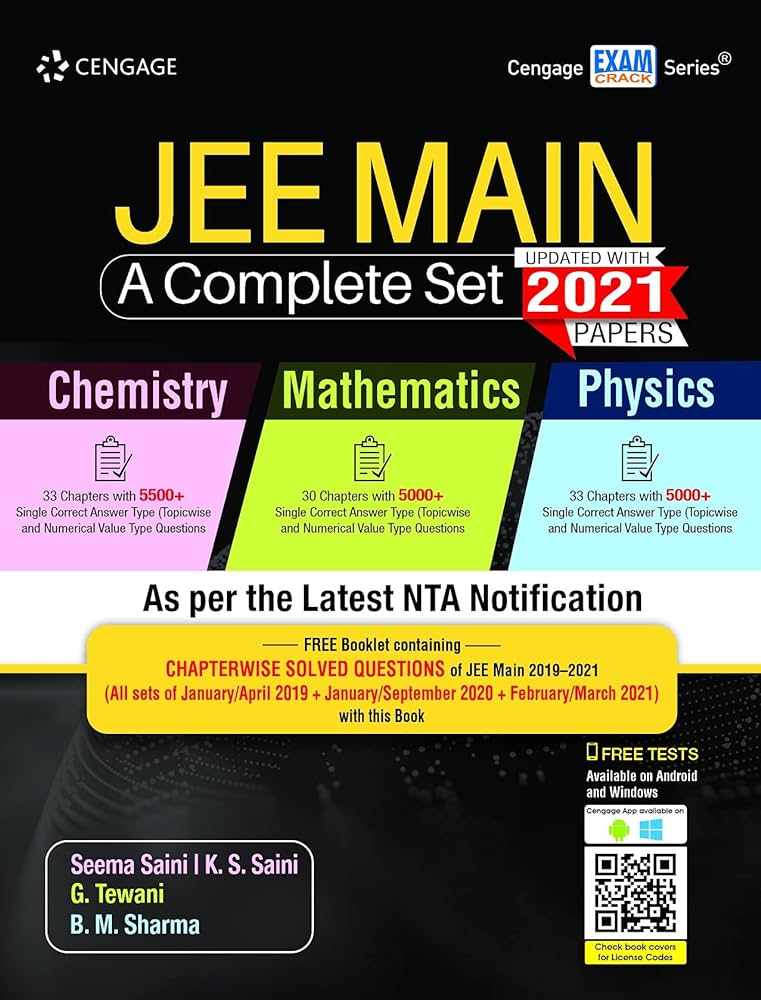 CENGAGE
Cengage EXAM CRACK Series®
JEE MAIN
A Complete Set
UPDATED WITH
2021
PAPERS
Chemistry
33 Chapters with 5500+
Single Correct Answer Type (Topicwise
and Numerical Value Type Questions
Mathematics
30 Chapters with 5000+
Single Correct Answer Type (Topicwise
and Numerical Value Type Questions
Physics
33 Chapters with 5000+
Single Correct Answer Type (Topicwise
and Numerical Value Type Questions
As per the Latest NTA Notification
FREE Booklet containing
CHAPTERWISE SOLVED QUESTIONS of JEE Main 2019–2021
(All sets of January/April 2019 + January/September 2020 + February/March 2021)
with this Book
FREE TESTS
Available on Android
and Windows
Cengage App available on
Check book covers
for License Codes
Seema Saini | K. S. Saini
G. Tewani
B. M. Sharma